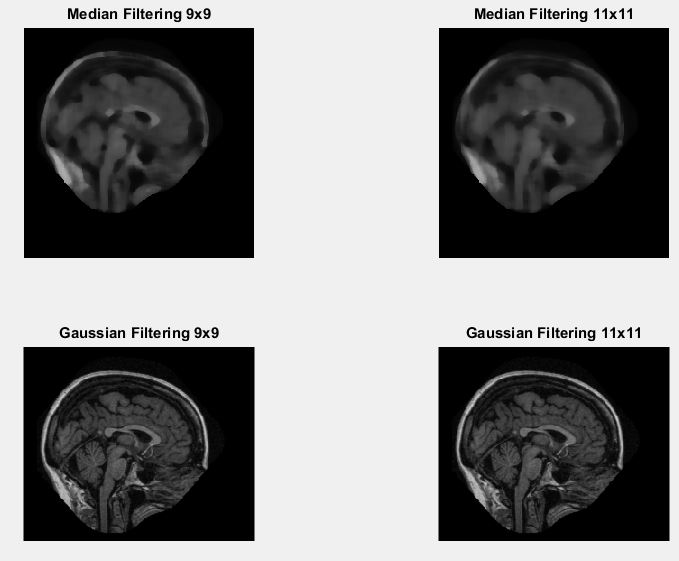 Median Filtering 9x9
Median Filtering 11x11
Gaussian Filtering 9x9
Gaussian Filtering 11x11